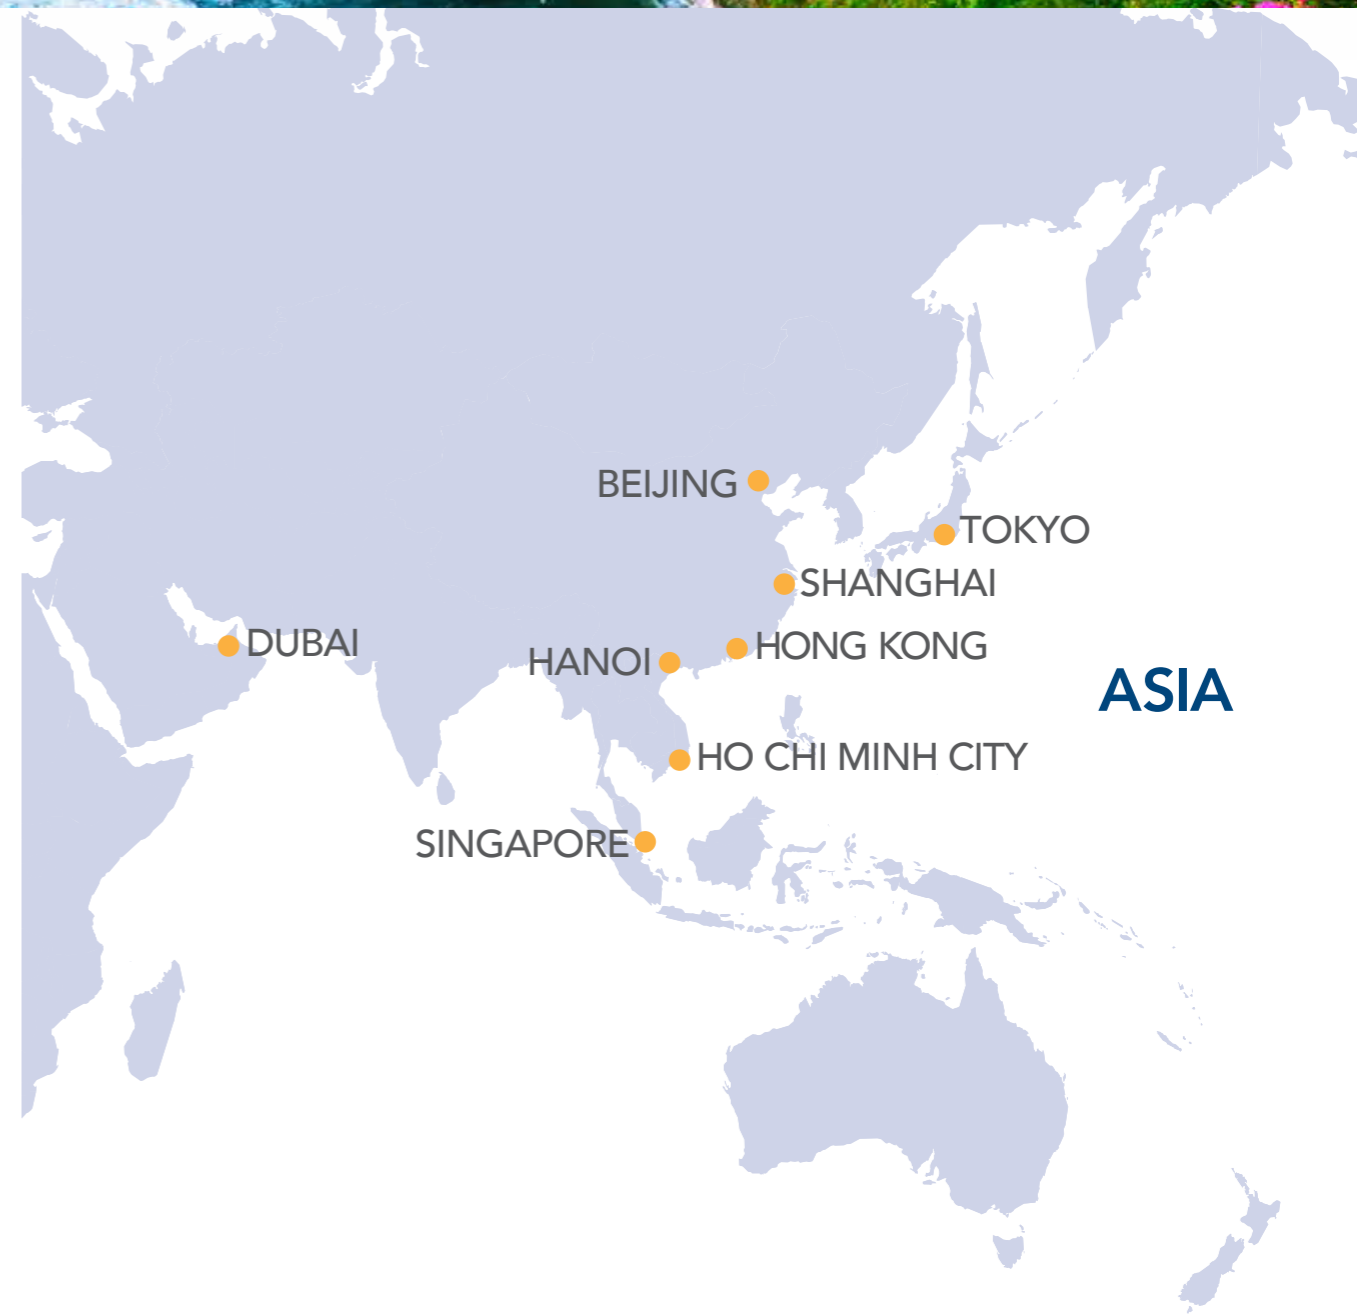 BEIJING
TOKYO
SHANGHAI
DUBAI
HONG KONG
HANOI
ASIA
HO CHI MINH CITY
SINGAPORE